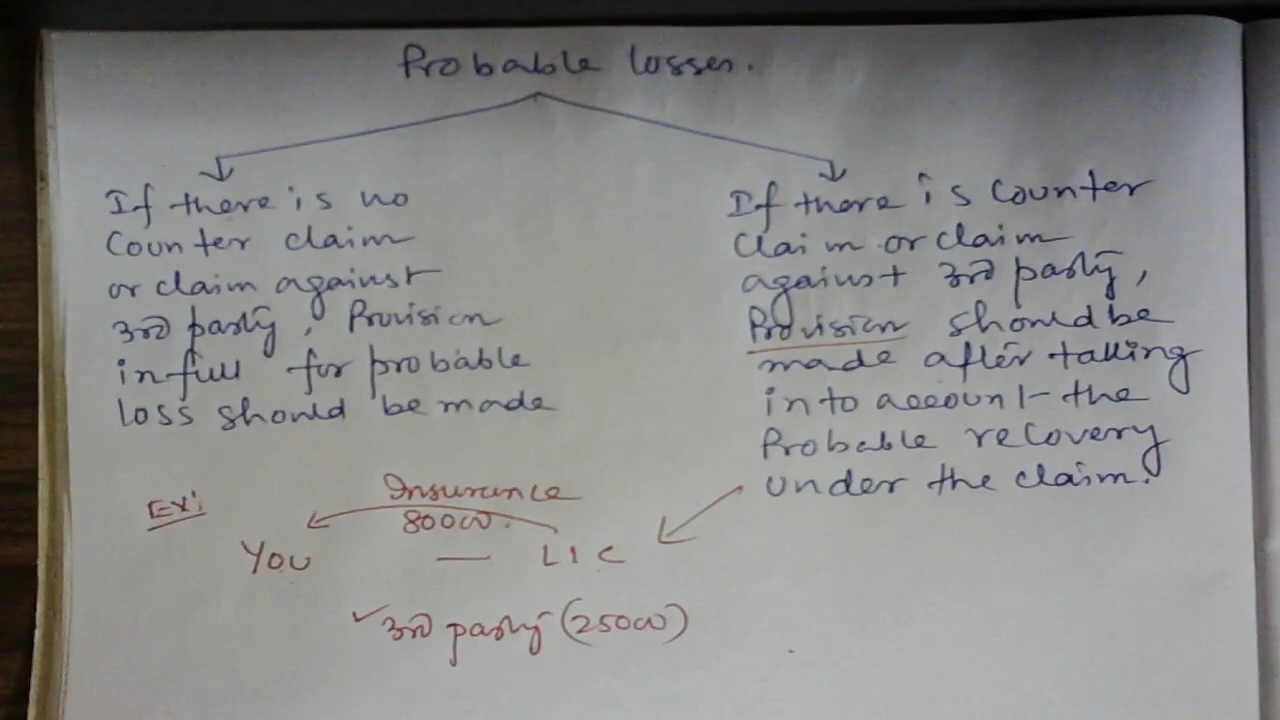 Probable losses.
If there is no
Counter claim
or claim against
3rd party, Provision
in full for probable
loss should be made
If there is Counter
Claim or claim
against 3rd party,
Provision should be
made after taking
into account the
Probable recovery
under the claim.
Ex:
Insurance
80000.
You — LIC
✓3rd party (25000)